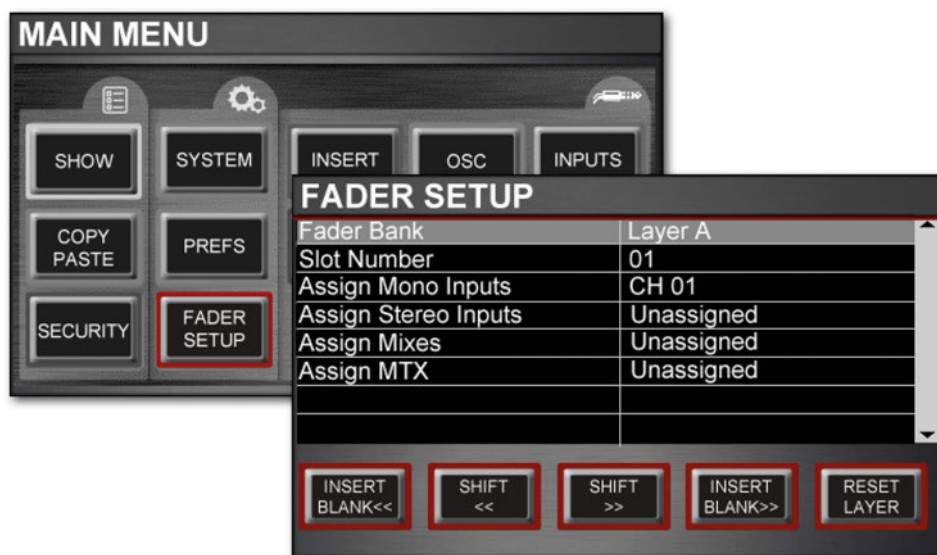 MAIN MENU
SHOW
SYSTEM
INSERT
OSC
INPUTS
COPY
PASTE
PREFS
SECURITY
FADER
SETUP
FADER SETUP
Fader Bank Layer A
Slot Number 01
Assign Mono Inputs CH 01
Assign Stereo Inputs Unassigned
Assign Mixes Unassigned
Assign MTX Unassigned
INSERT
BLANK<<
SHIFT
<<
SHIFT
>>
INSERT
BLANK>>
RESET
LAYER